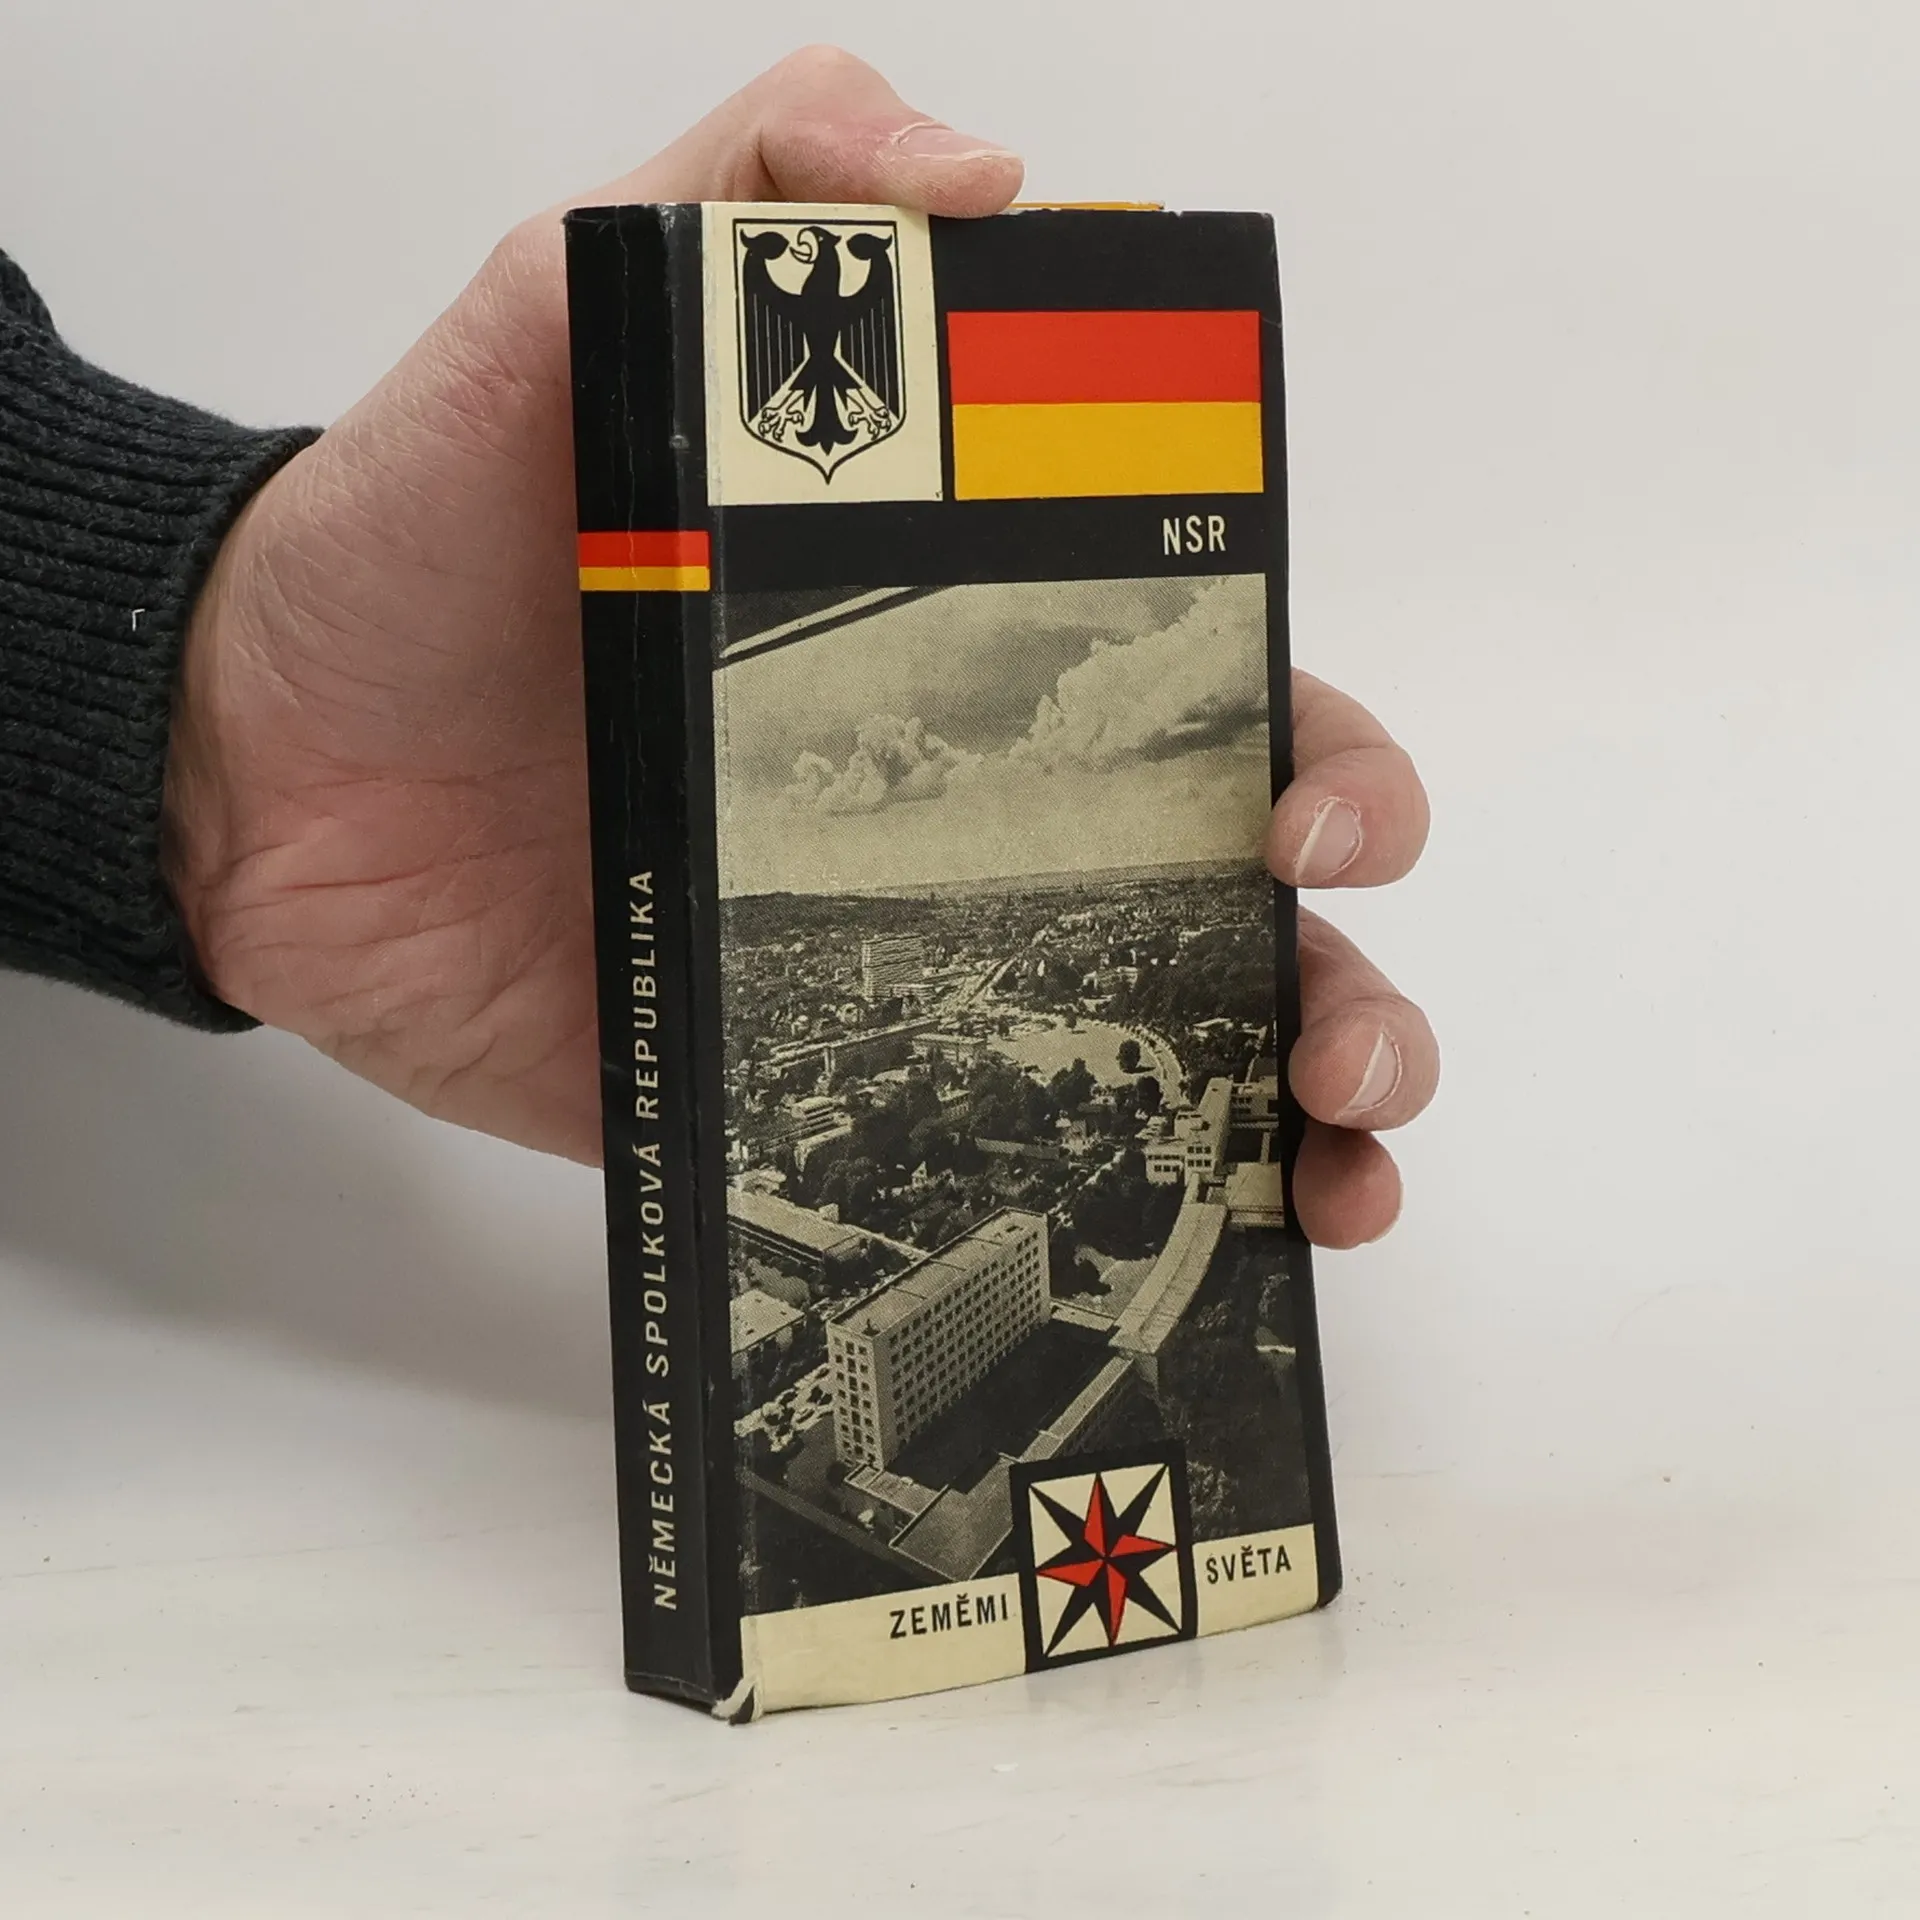 NSR
NĚMECKÁ SPOLKOVÁ REPUBLIKA
ZEMĚMI SVĚTA